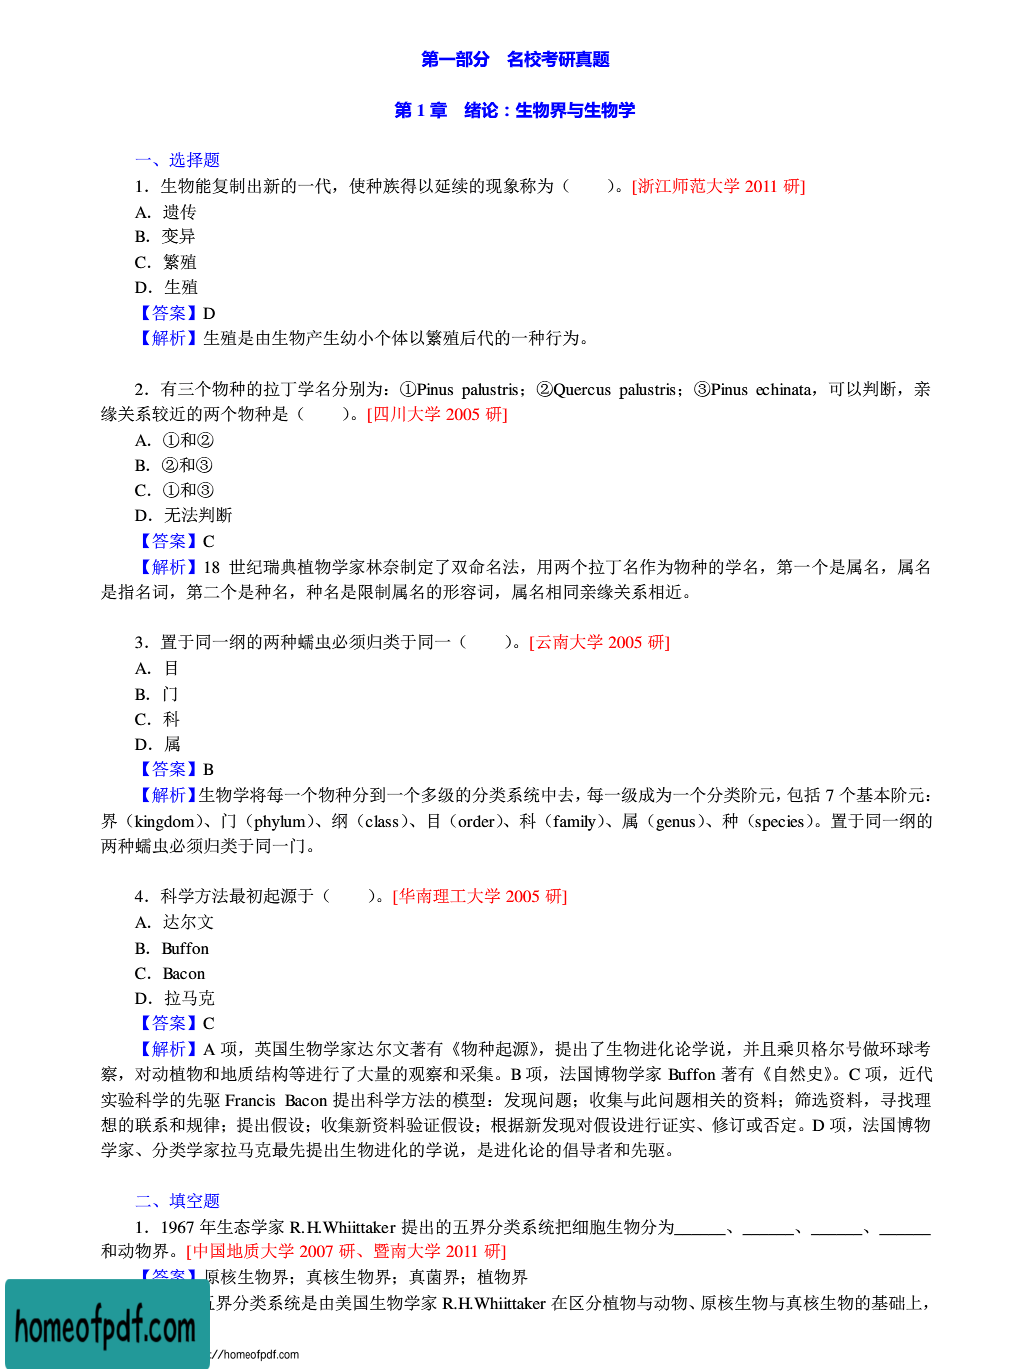 第一部分　名校考研真题
第 1 章　绪论：生物界与生物学
一、选择题
1．生物能复制出新的一代，使种族得以延续的现象称为（　　）。[浙江师范大学 2011 研]
A．遗传
B．变异
C．繁殖
D．生殖
【答案】D
【解析】生殖是由生物产生幼小个体以繁殖后代的一种行为。
2．有三个物种的拉丁学名分别为：①Pinus palustris；②Quercus palustris；③Pinus echinata，可以判断，亲
缘关系较近的两个物种是（　　）。[四川大学 2005 研]
A．①和②
B．②和③
C．①和③
D．无法判断
【答案】C
【解析】18 世纪瑞典植物学家林奈制定了双命名法，用两个拉丁名作为物种的学名，第一个是属名，属名
是指名词，第二个是种名，种名是限制属名的形容词，属名相同亲缘关系相近。
3．置于同一纲的两种蠕虫必须归类于同一（　　）。[云南大学 2005 研]
A．目
B．门
C．科
D．属
【答案】B
【解析】生物学将每一个物种分到一个多级的分类系统中去，每一级成为一个分类阶元，包括 7 个基本阶元：
界（kingdom）、门（phylum）、纲（class）、目（order）、科（family）、属（genus）、种（species）。置于同一纲的
两种蠕虫必须归类于同一门。
4．科学方法最初起源于（　　）。[华南理工大学 2005 研]
A．达尔文
B．Buffon
C．Bacon
D．拉马克
【答案】C
【解析】A 项，英国生物学家达尔文著有《物种起源》，提出了生物进化论学说，并且乘贝格尔号做环球考
察，对动植物和地质结构等进行了大量的观察和采集。B 项，法国博物学家 Buffon 著有《自然史》。C 项，近代
实验科学的先驱 Francis Bacon 提出科学方法的模型：发现问题；收集与此问题相关的资料；筛选资料，寻找理
想的联系和规律；提出假设；收集新资料验证假设；根据新发现对假设进行证实、修订或否定。D 项，法国博物
学家、分类学家拉马克最先提出生物进化的学说，是进化论的倡导者和先驱。
二、填空题
1．1967 年生态学家 R.H.Whiittaker 提出的五界分类系统把细胞生物分为______、______、______、______
和动物界。[中国地质大学 2007 研、暨南大学 2011 研]
【答案】原核生物界；真核生物界；真菌界；植物界
五界分类系统是由美国生物学家 R.H.Whiittaker 在区分植物与动物、原核生物与真核生物的基础上，
homeofpdf.com
://homeofpdf.com